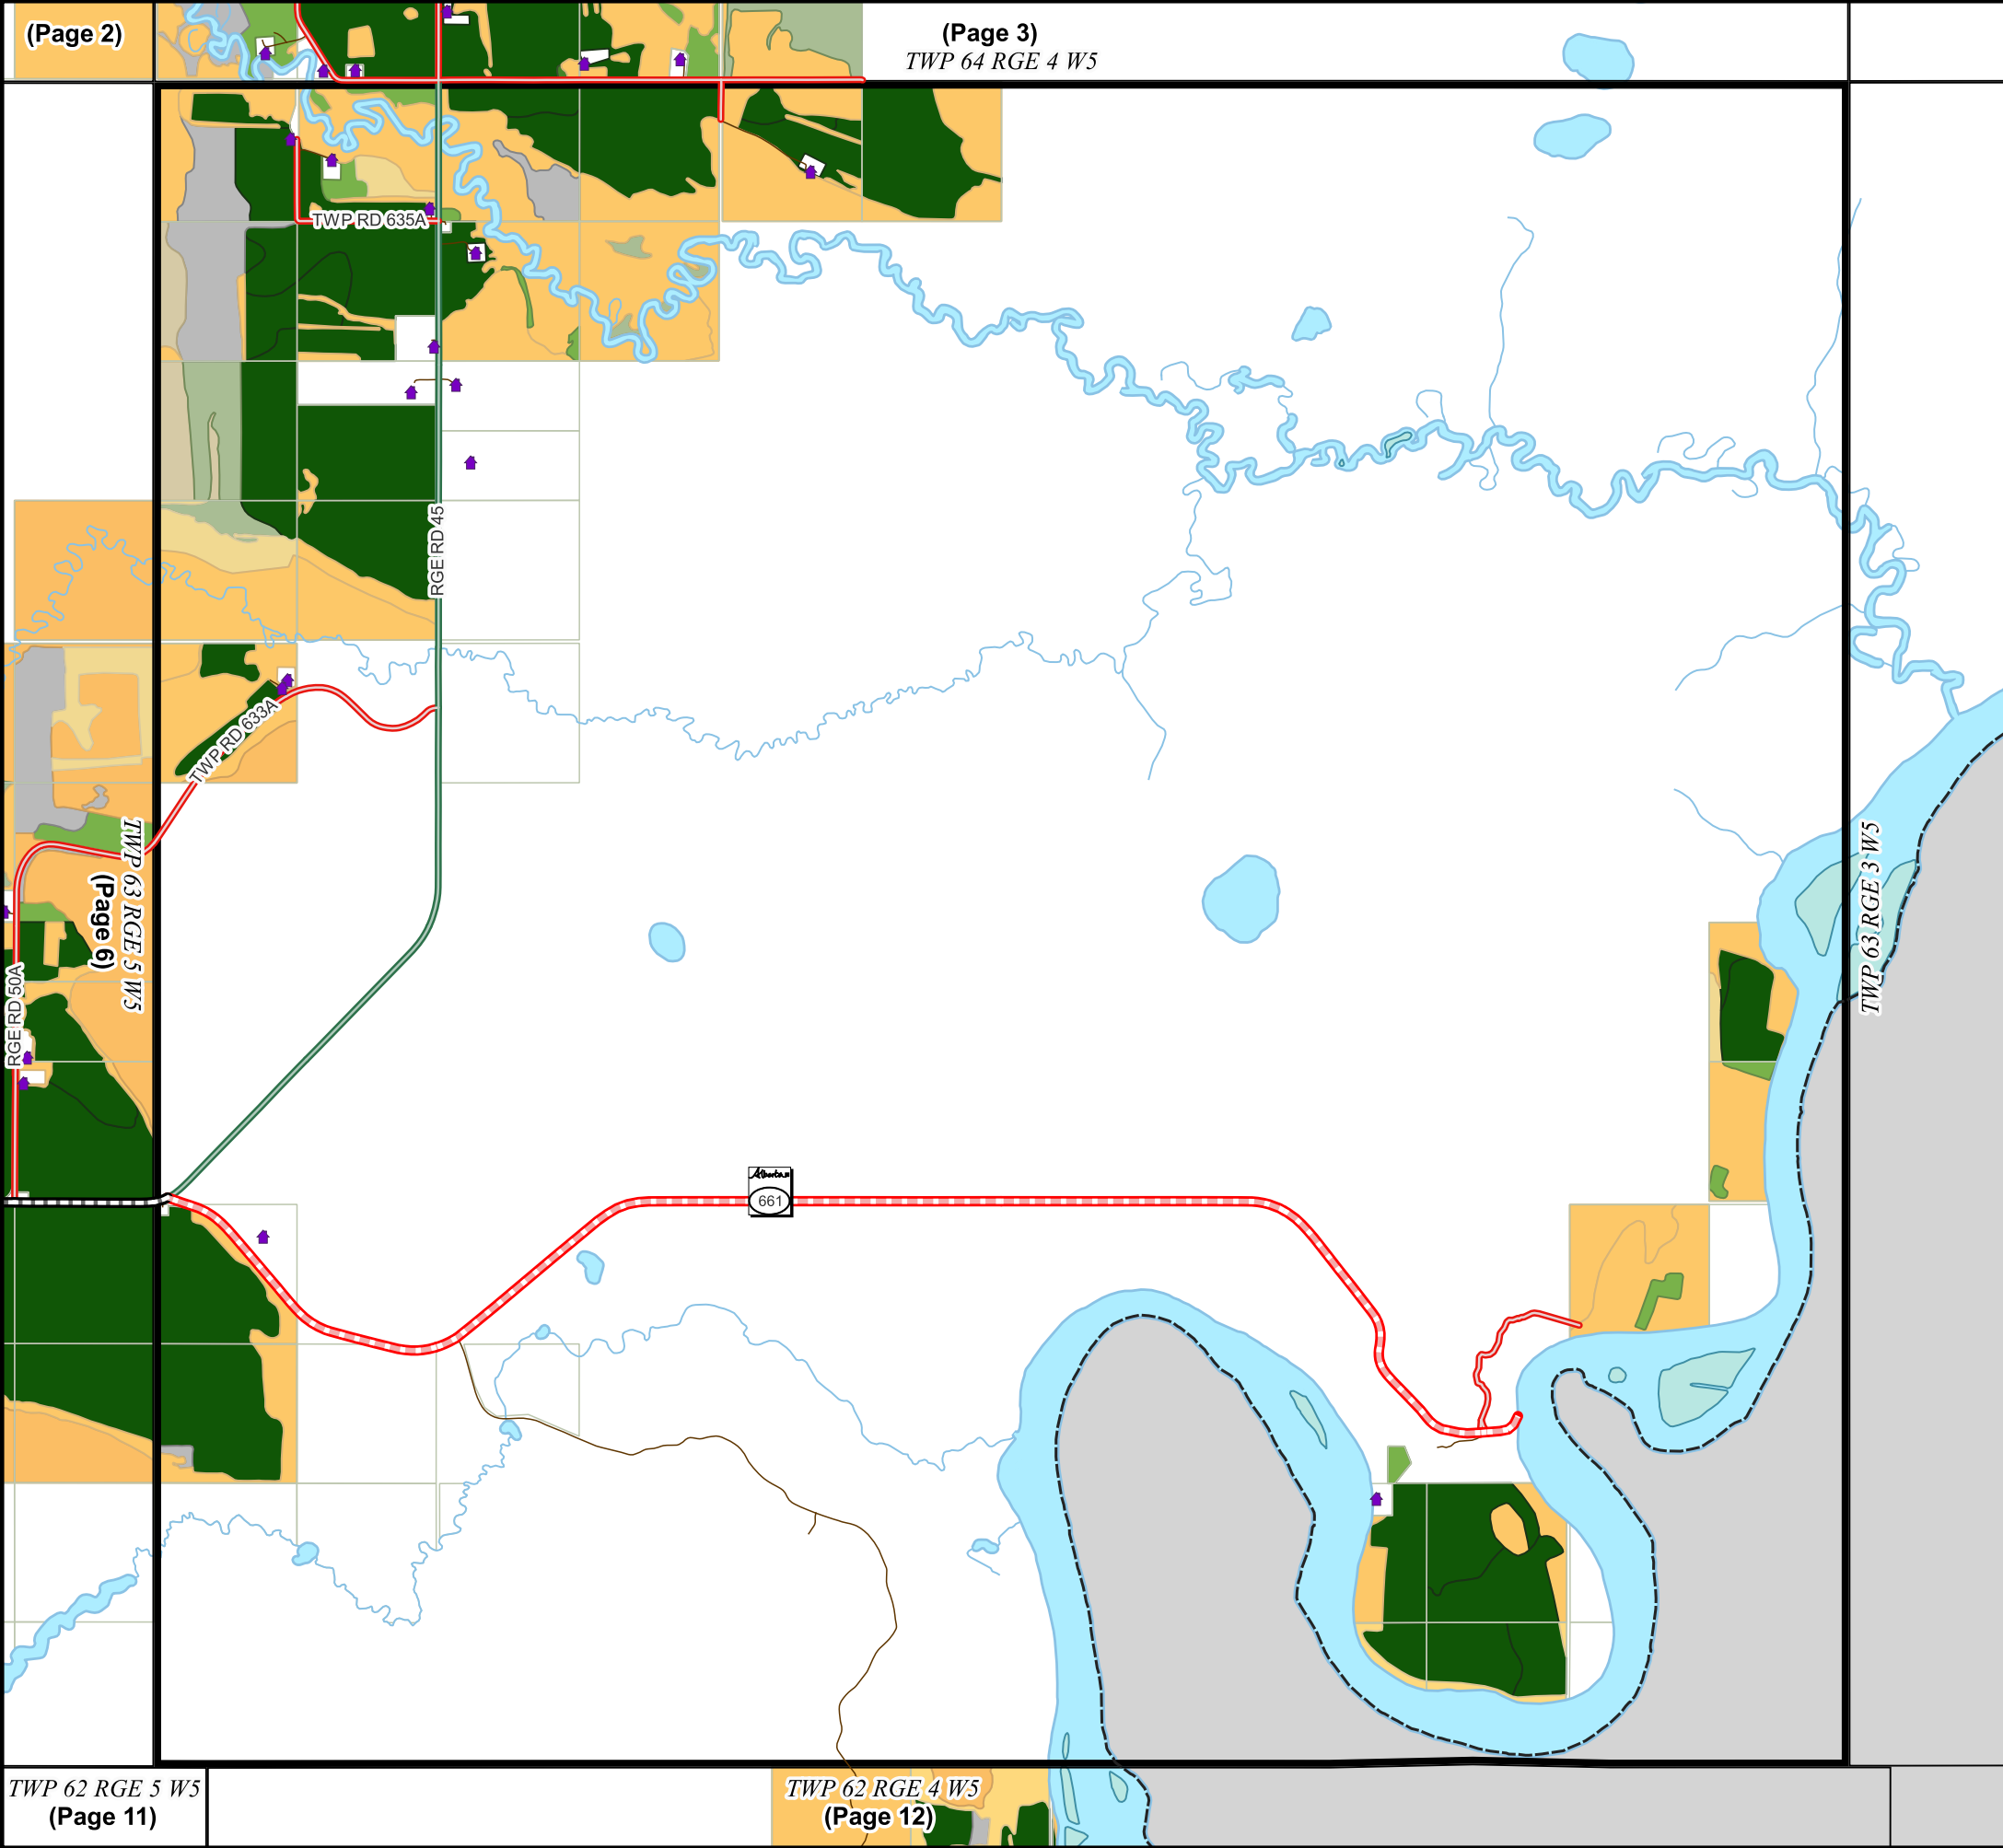 (Page 2)
(Page 3)
TWP 64 RGE 4 W5
TWP RD 635A
RGE RD 45
TWP RD 633A
TWP 63 RGE 5 W5
(Page 6)
RGE RD 50A
TWP 63 RGE 3 W5
Alberta
661
TWP 62 RGE 5 W5
(Page 11)
TWP 62 RGE 4 W5
(Page 12)